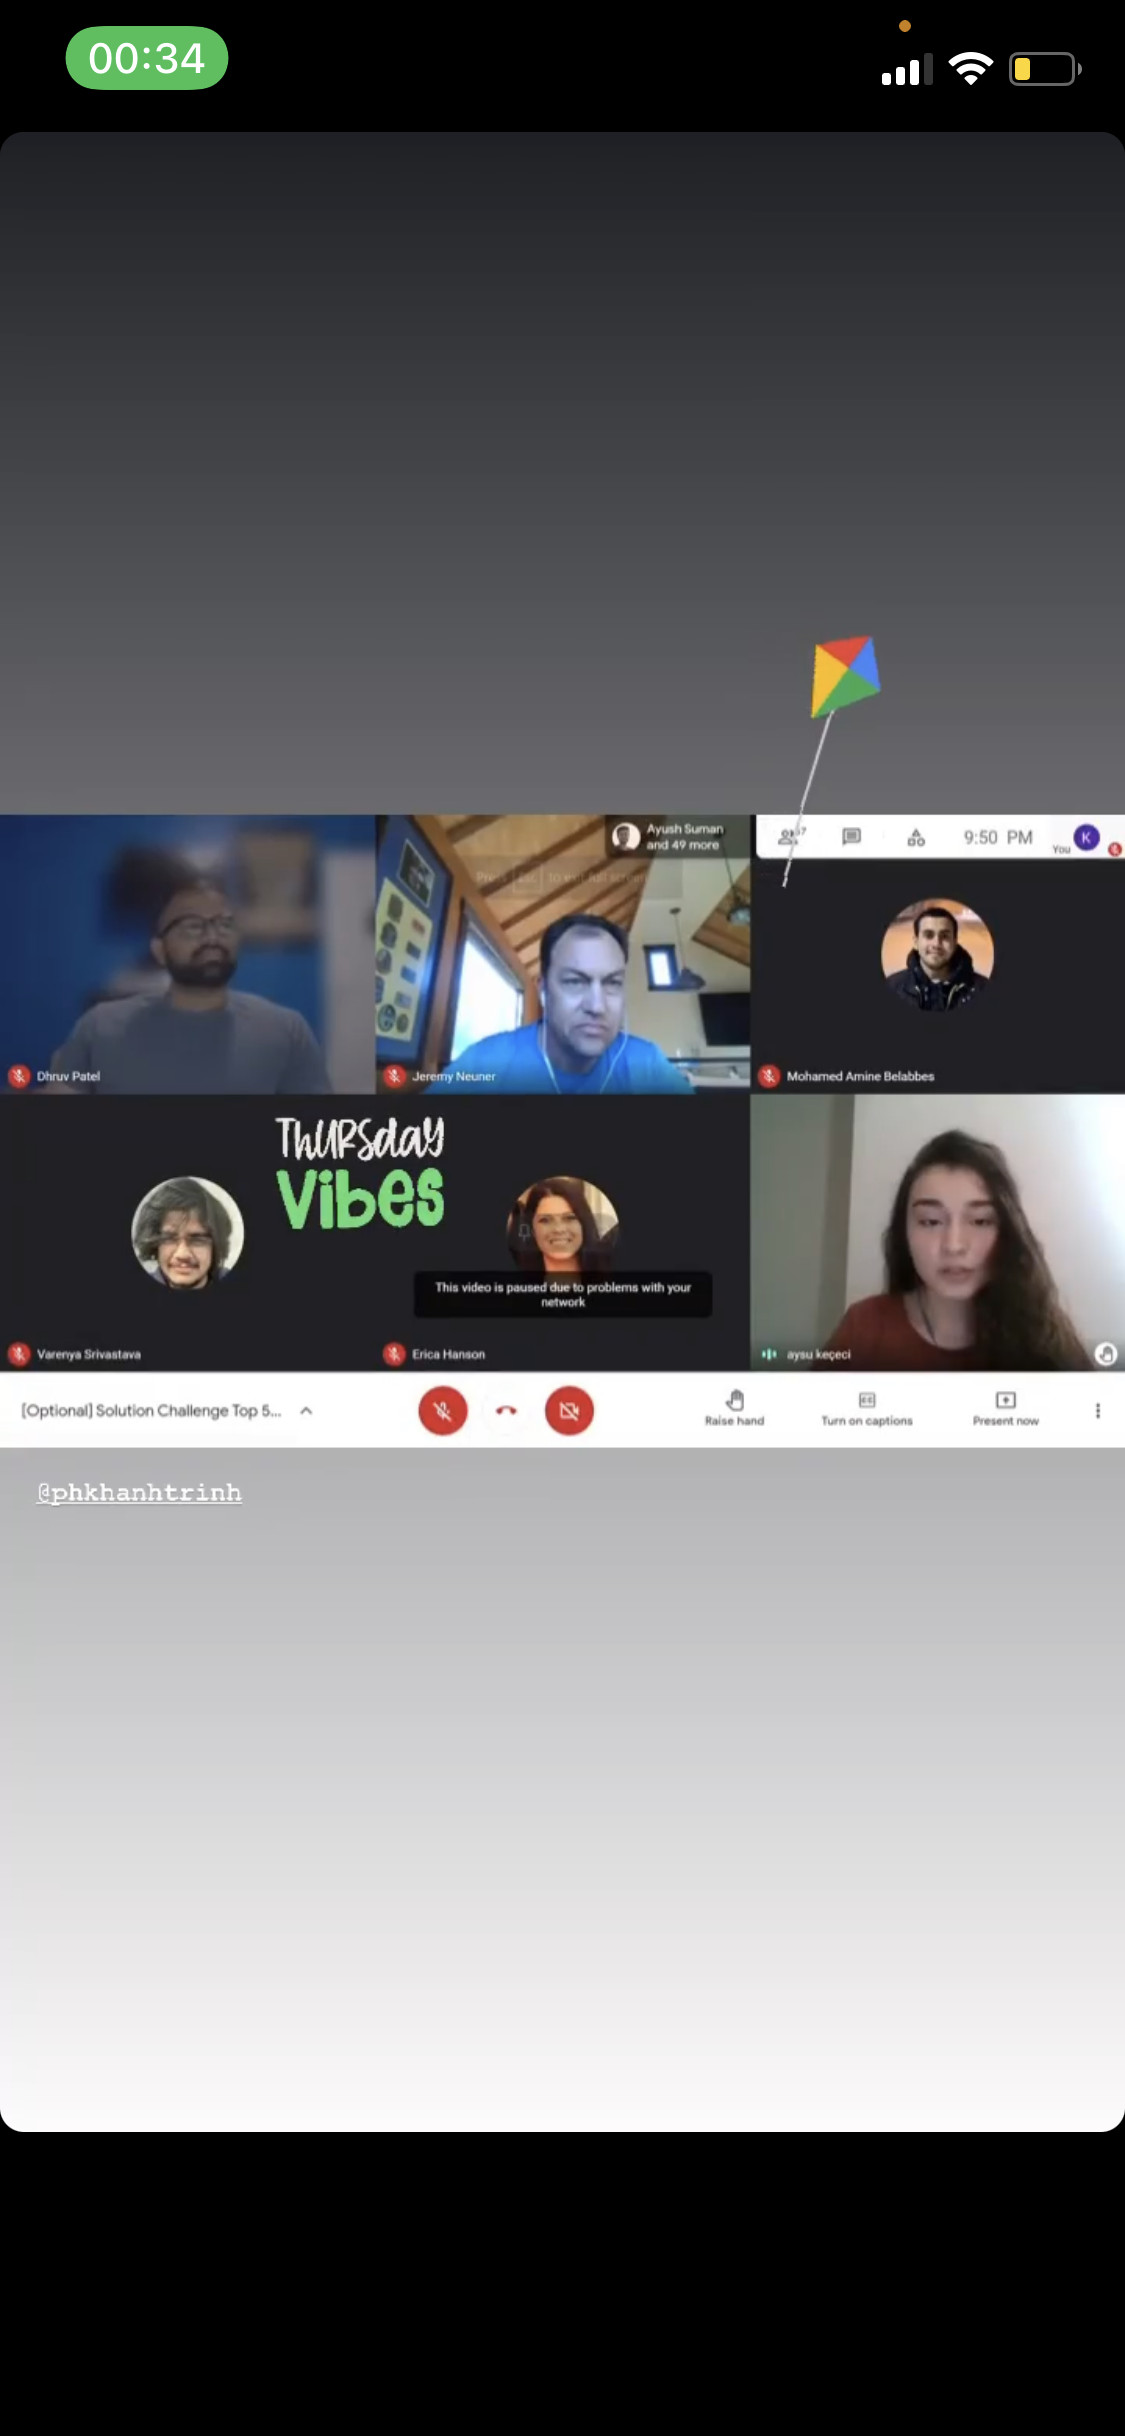 00:34
Ayush Suman
and 49 more
Press esc to exit full screen
9:50 PM
You
K
Dhruv Patel
Jeremy Neuner
Mohamed Amine Belabbes
THURSday
Vibes
This video is paused due to problems with your
network
Varenya Srivastava
Erica Hanson
aysu keçeci
[Optional] Solution Challenge Top 5...
Raise hand
Turn on captions
Present now
@phkhanhtrinh